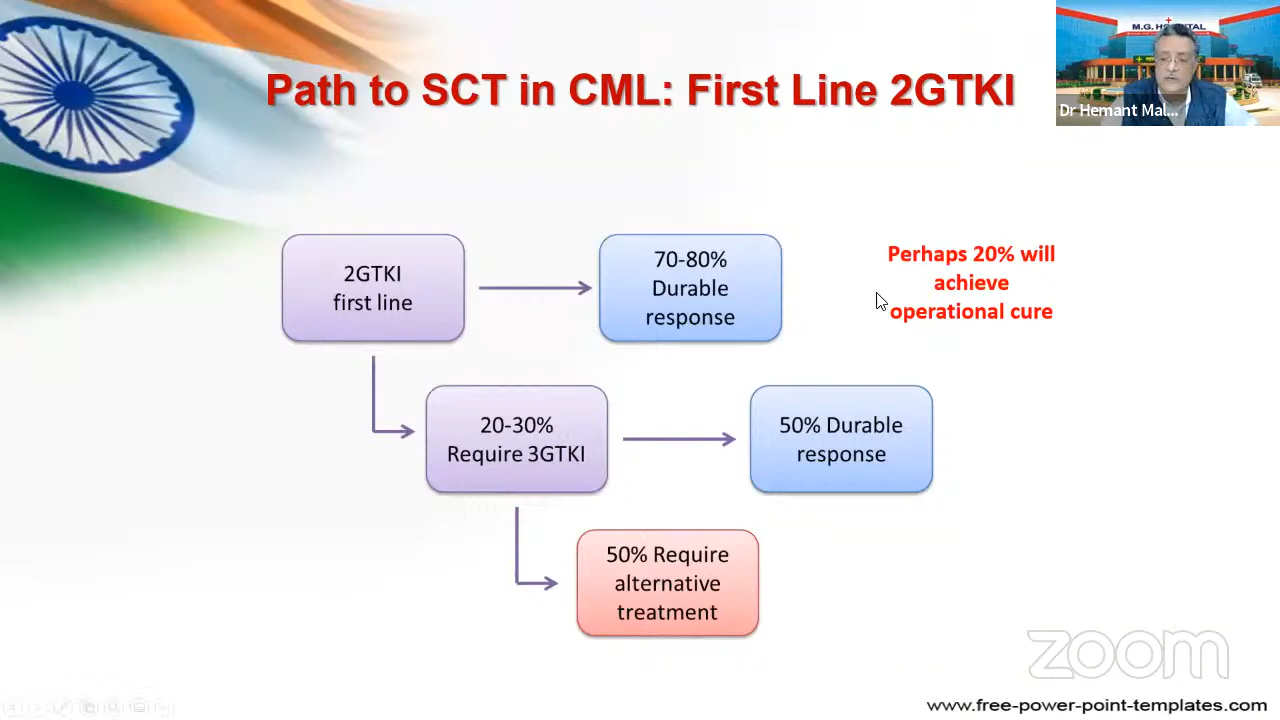 M.G. HOSPITAL
Dr Hemant Mal...
Path to SCT in CML: First Line 2GTKI
2GTKI
first line
70-80%
Durable
response
Perhaps 20% will
achieve
operational cure
20-30%
Require 3GTKI
50% Durable
response
50% Require
alternative
treatment
zoom
www.free-power-point-templates.com